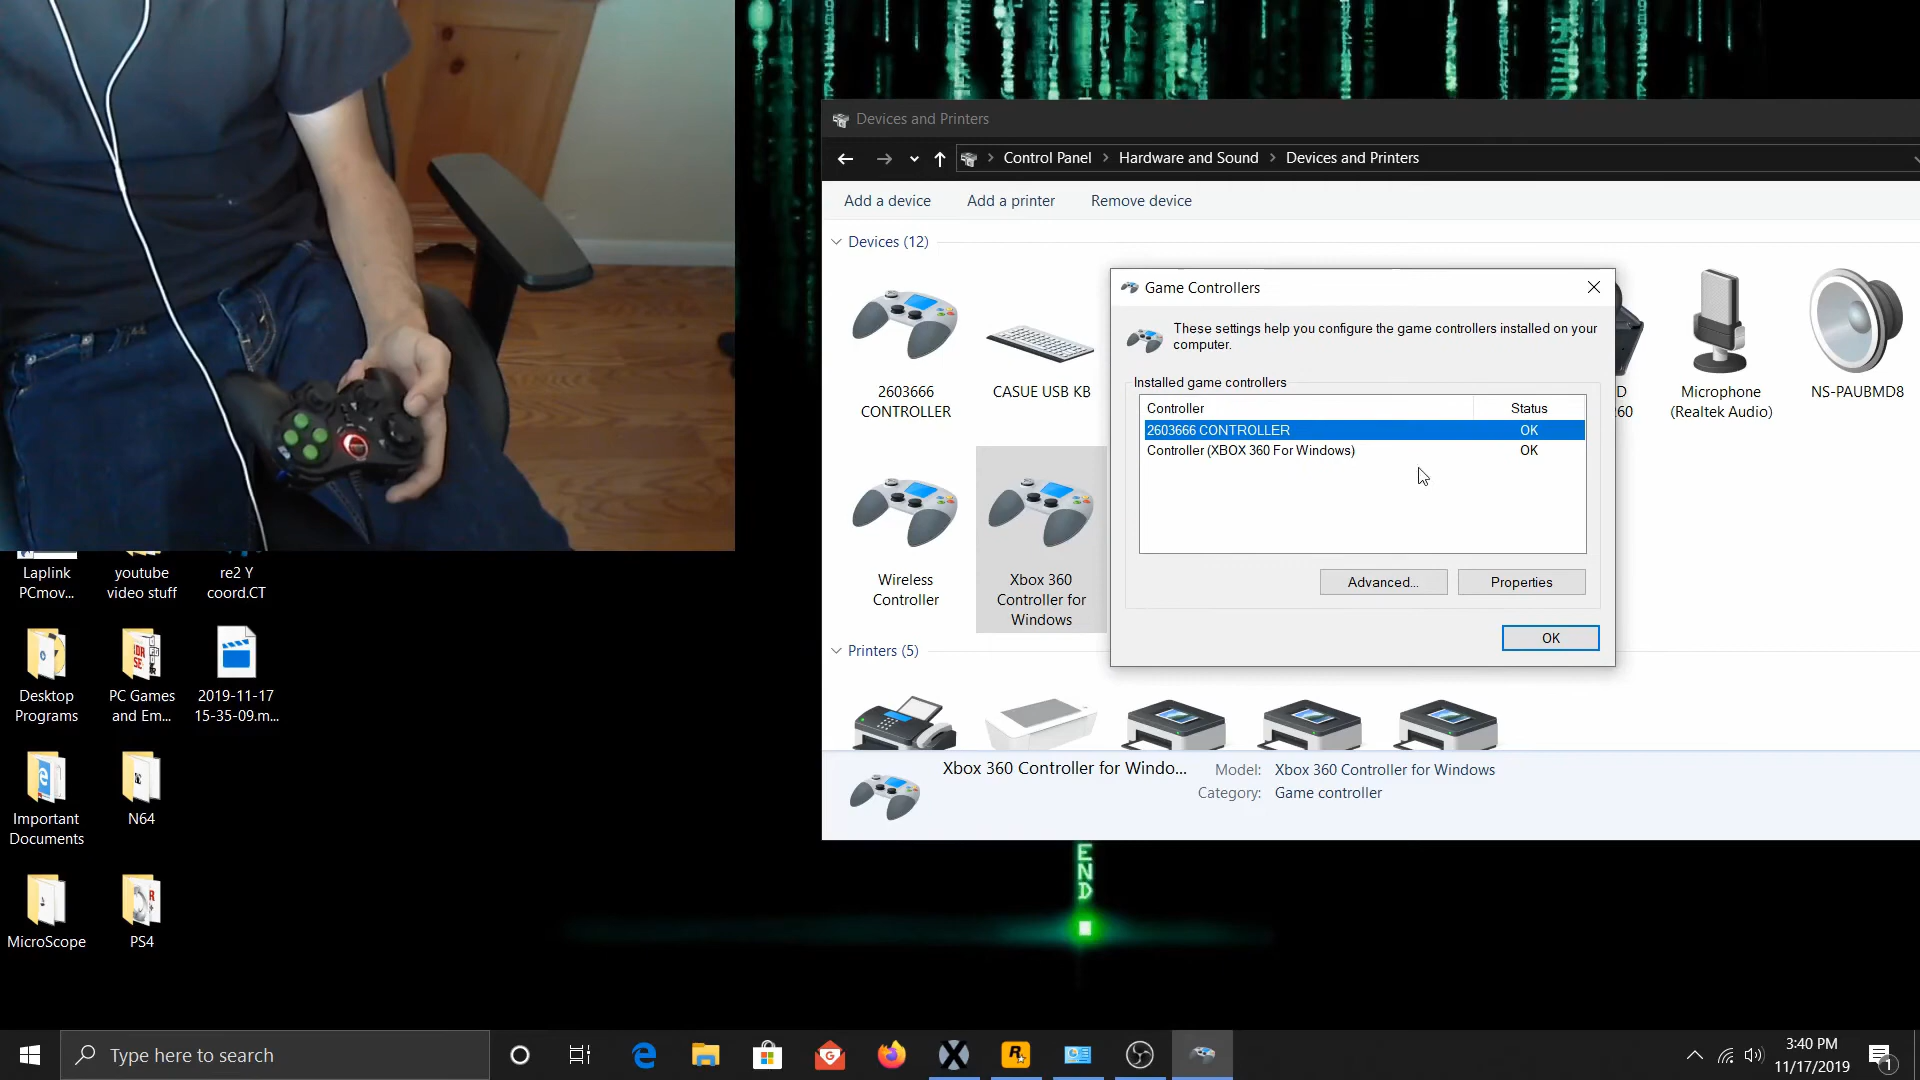 Devices and Printers
Control Panel > Hardware and Sound > Devices and Printers
Add a device Add a printer Remove device
Devices (12)
2603666
CONTROLLER
CASUE USB KB
D
60
Microphone
(Realtek Audio)
NS-PAUBMD8
Wireless
Controller
Xbox 360
Controller for
Windows
Game Controllers
These settings help you configure the game controllers installed on your
computer.
Installed game controllers
Controller Status
2603666 CONTROLLER OK
Controller (XBOX 360 For Windows) OK
Advanced... Properties
OK
Printers (5)
Xbox 360 Controller for Windo... Model: Xbox 360 Controller for Windows
Category: Game controller
Laplink
PCmov...
youtube
video stuff
re2 Y
coord.CT
Desktop
Programs
PC Games
and Em...
2019-11-17
15-35-09.m...
Important
Documents
N64
MicroScope
PS4
E
N
D
Type here to search
3:40 PM
11/17/2019
1